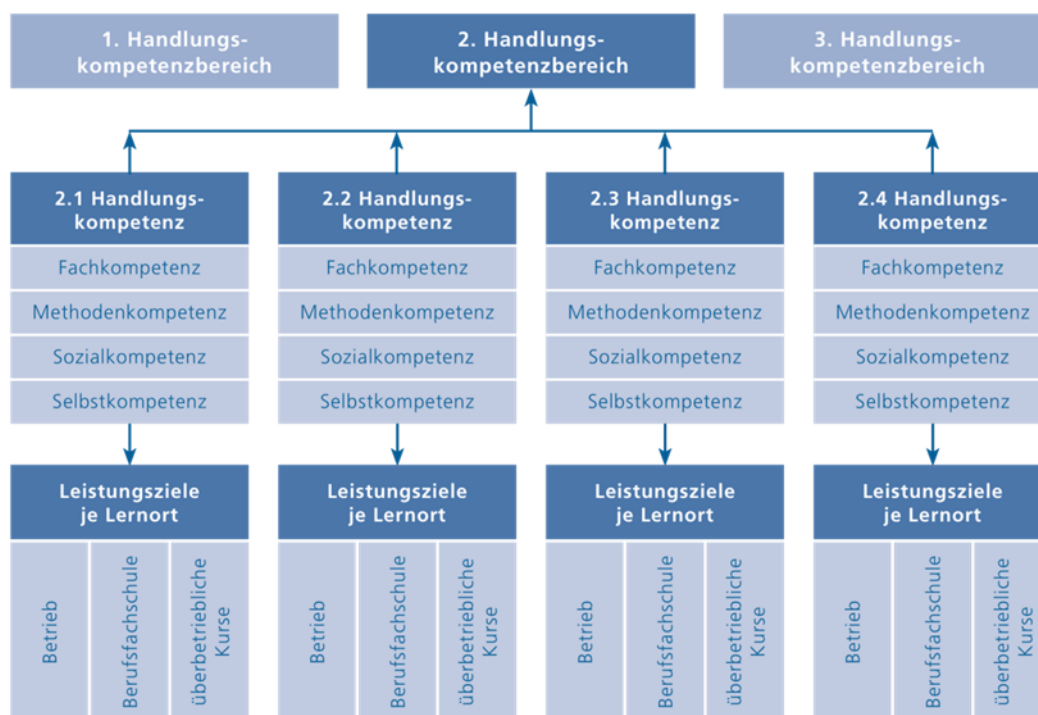 1. Handlungs-
kompetenzbereich
2. Handlungs-
kompetenzbereich
3. Handlungs-
kompetenzbereich
2.1 Handlungs-
kompetenz
2.2 Handlungs-
kompetenz
2.3 Handlungs-
kompetenz
2.4 Handlungs-
kompetenz
Fachkompetenz
Fachkompetenz
Fachkompetenz
Fachkompetenz
Methodenkompetenz
Methodenkompetenz
Methodenkompetenz
Methodenkompetenz
Sozialkompetenz
Sozialkompetenz
Sozialkompetenz
Sozialkompetenz
Selbstkompetenz
Selbstkompetenz
Selbstkompetenz
Selbstkompetenz
Leistungsziele
je Lernort
Leistungsziele
je Lernort
Leistungsziele
je Lernort
Leistungsziele
je Lernort
Betrieb
Berufsfachschule
überbetriebliche
Kurse
Betrieb
Berufsfachschule
überbetriebliche
Kurse
Betrieb
Berufsfachschule
überbetriebliche
Kurse
Betrieb
Berufsfachschule
überbetriebliche
Kurse